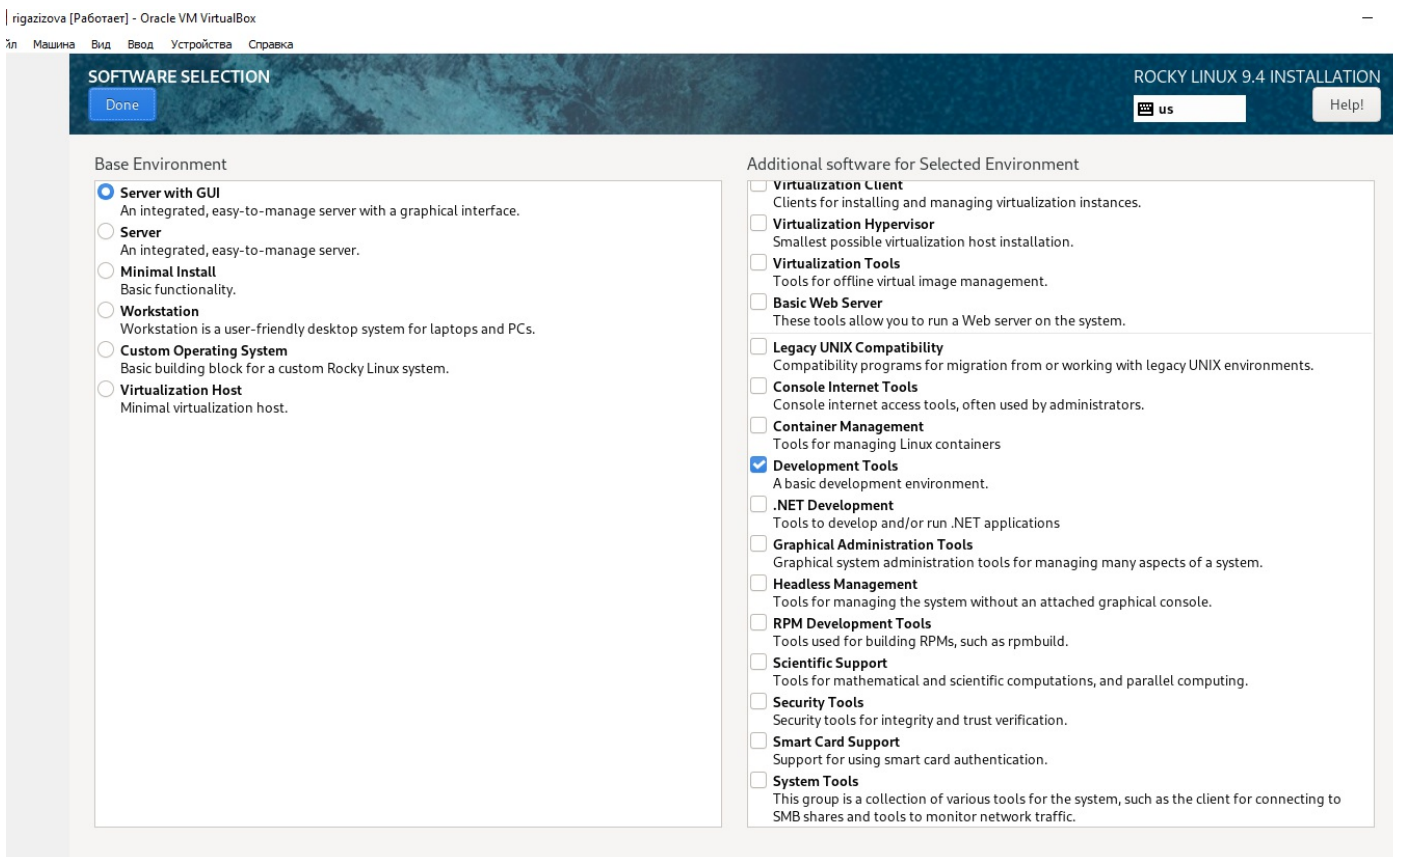 rigazizova [Работает] - Oracle VM VirtualBox
Машина Вид Ввод Устройства Справка
SOFTWARE SELECTION
Done
ROCKY LINUX 9.4 INSTALLATION
us
Help!
Base Environment
Server with GUI
An integrated, easy-to-manage server with a graphical interface.
Server
An integrated, easy-to-manage server.
Minimal Install
Basic functionality.
Workstation
Workstation is a user-friendly desktop system for laptops and PCs.
Custom Operating System
Basic building block for a custom Rocky Linux system.
Virtualization Host
Minimal virtualization host.
Additional software for Selected Environment
Virtualization Client
Clients for installing and managing virtualization instances.
Virtualization Hypervisor
Smallest possible virtualization host installation.
Virtualization Tools
Tools for offline virtual image management.
Basic Web Server
These tools allow you to run a Web server on the system.
Legacy UNIX Compatibility
Compatibility programs for migration from or working with legacy UNIX environments.
Console Internet Tools
Console internet access tools, often used by administrators.
Container Management
Tools for managing Linux containers
Development Tools
A basic development environment.
.NET Development
Tools to develop and/or run .NET applications
Graphical Administration Tools
Graphical system administration tools for managing many aspects of a system.
Headless Management
Tools for managing the system without an attached graphical console.
RPM Development Tools
Tools used for building RPMs, such as rpmbuild.
Scientific Support
Tools for mathematical and scientific computations, and parallel computing.
Security Tools
Security tools for integrity and trust verification.
Smart Card Support
Support for using smart card authentication.
System Tools
This group is a collection of various tools for the system, such as the client for connecting to
SMB shares and tools to monitor network traffic.